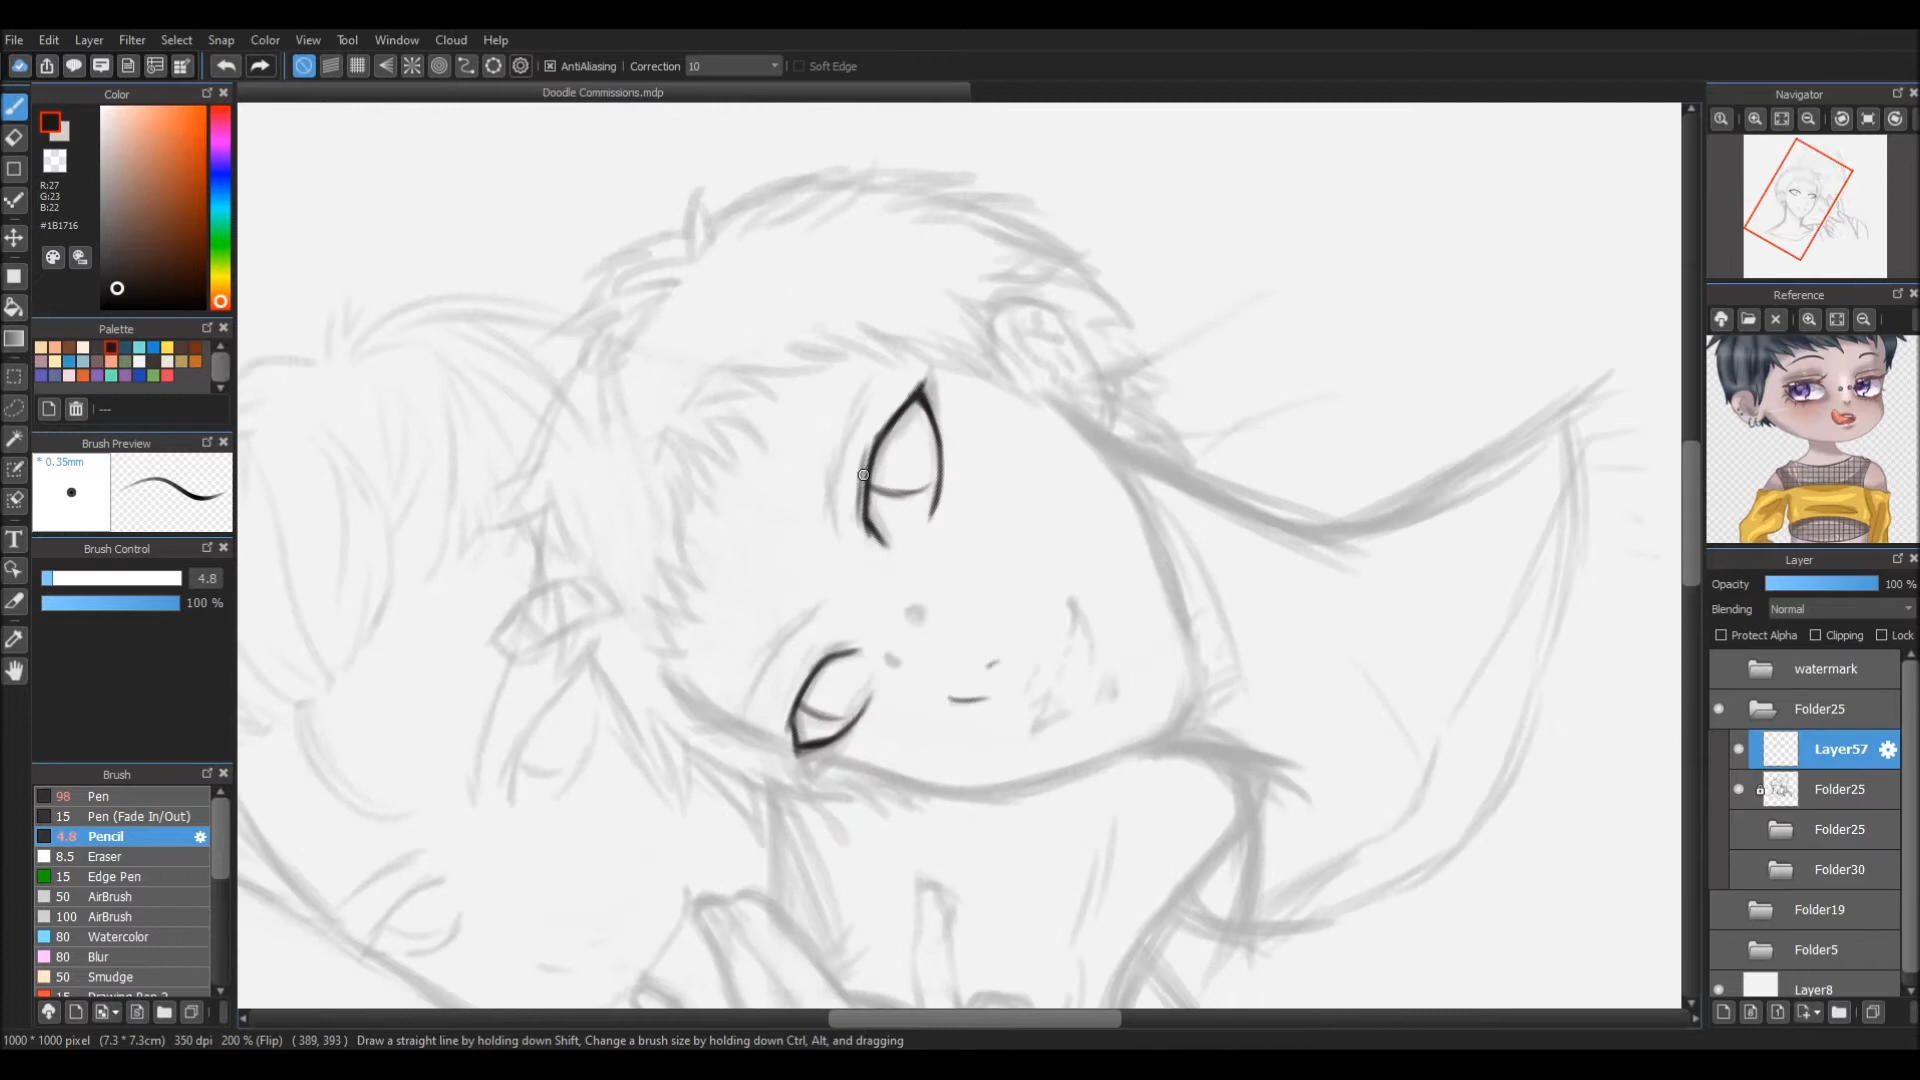 File Edit Layer Filter Select Snap Color View Tool Window Cloud Help
AntiAliasing Correction 10 Soft Edge
Color
Doodle Commissions.mdp
Navigator
R:27
G:23
B:22
#1B1716
Palette
---
Brush Preview
* 0.35mm
Brush Control
4.8
100 %
Brush
98 Pen
15 Pen (Fade In/Out)
4.8 Pencil
8.5 Eraser
15 Edge Pen
50 AirBrush
100 AirBrush
80 Watercolor
80 Blur
50 Smudge
15 Drawing Pen 2
Reference
Layer
Opacity 100 %
Blending Normal
Protect Alpha Clipping Lock
watermark
Folder25
Layer57
Folder25
Folder25
Folder30
Folder19
Folder5
Layer8
1000 * 1000 pixel (7.3 * 7.3cm) 350 dpi 200 % (Flip) ( 389, 393 ) Draw a straight line by holding down Shift, Change a brush size by holding down Ctrl, Alt, and dragging